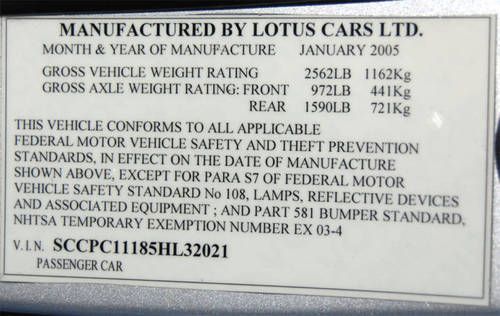 MANUFACTURED BY LOTUS CARS LTD.
MONTH & YEAR OF MANUFACTURE JANUARY 2005
GROSS VEHICLE WEIGHT RATING 2562LB 1162Kg
GROSS AXLE WEIGHT RATING: FRONT 972LB 441Kg
REAR 1590LB 721Kg
THIS VEHICLE CONFORMS TO ALL APPLICABLE
FEDERAL MOTOR VEHICLE SAFETY AND THEFT PREVENTION
STANDARDS, IN EFFECT ON THE DATE OF MANUFACTURE
SHOWN ABOVE, EXCEPT FOR PARA S7 OF FEDERAL MOTOR
VEHICLE SAFETY STANDARD No 108, LAMPS, REFLECTIVE DEVICES
AND ASSOCIATED EQUIPMENT ; AND PART 581 BUMPER STANDARD,
NHTSA TEMPORARY EXEMPTION NUMBER EX 03-4
V.I.N. SCCPC11185HL32021
PASSENGER CAR